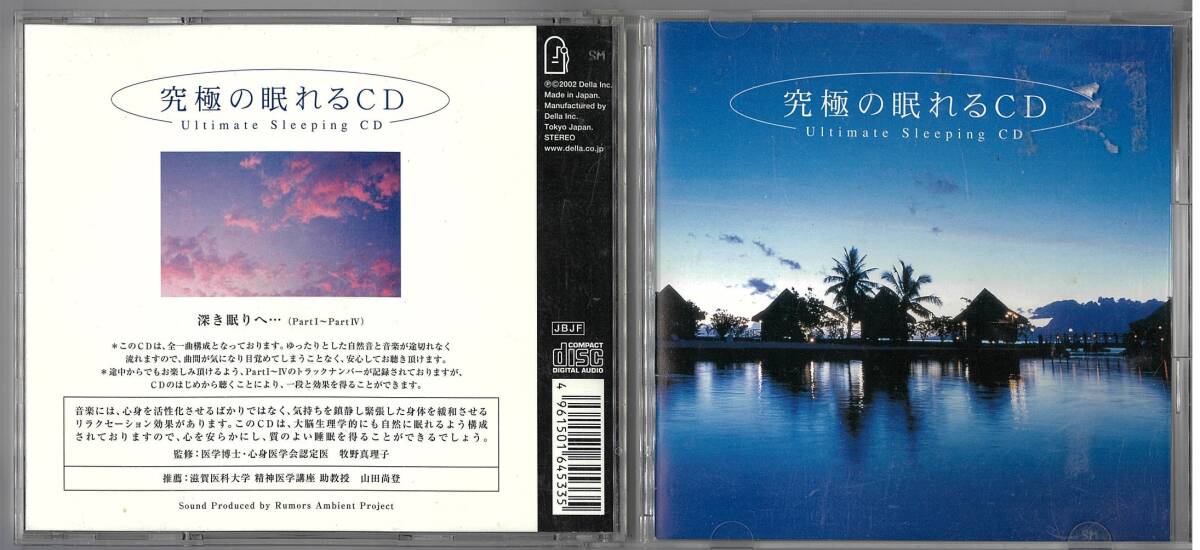 究極の眠れるCD
Ultimate Sleeping CD
深き眠りへ…（PartⅠ〜PartⅣ）
＊このCDは、全一曲構成となっております。ゆったりとした自然音と音楽が途切れなく
流れますので、曲間が気になり目覚めてしまうことなく、安心してお聴き頂けます。
＊途中からでもお楽しみ頂けるよう、PartⅠ〜Ⅳのトラックナンバーが記録されておりますが、
CDのはじめから聴くことにより、一段と効果を得ることができます。
音楽には、心身を活性化させるばかりではなく、気持ちを鎮静し緊張した身体を緩和させる
リラクセーション効果があります。このCDは、大脳生理学的にも自然に眠れるよう構成
されておりますので、心を安らかにし、質のよい睡眠を得ることができるでしょう。
監修：医学博士・心身医学会認定医　牧野真理子
推薦：滋賀医科大学 精神医学講座 助教授　山田尚登
Sound Produced by Rumors Ambient Project
SM
℗©2002 Della Inc.
Made in Japan.
Manufactured by
Della Inc.
Tokyo Japan.
STEREO
www.della.co.jp
JBJF
COMPACT
disc
DIGITAL AUDIO
4961501645335
究極の眠れるCD
Ultimate Sleeping CD
SM